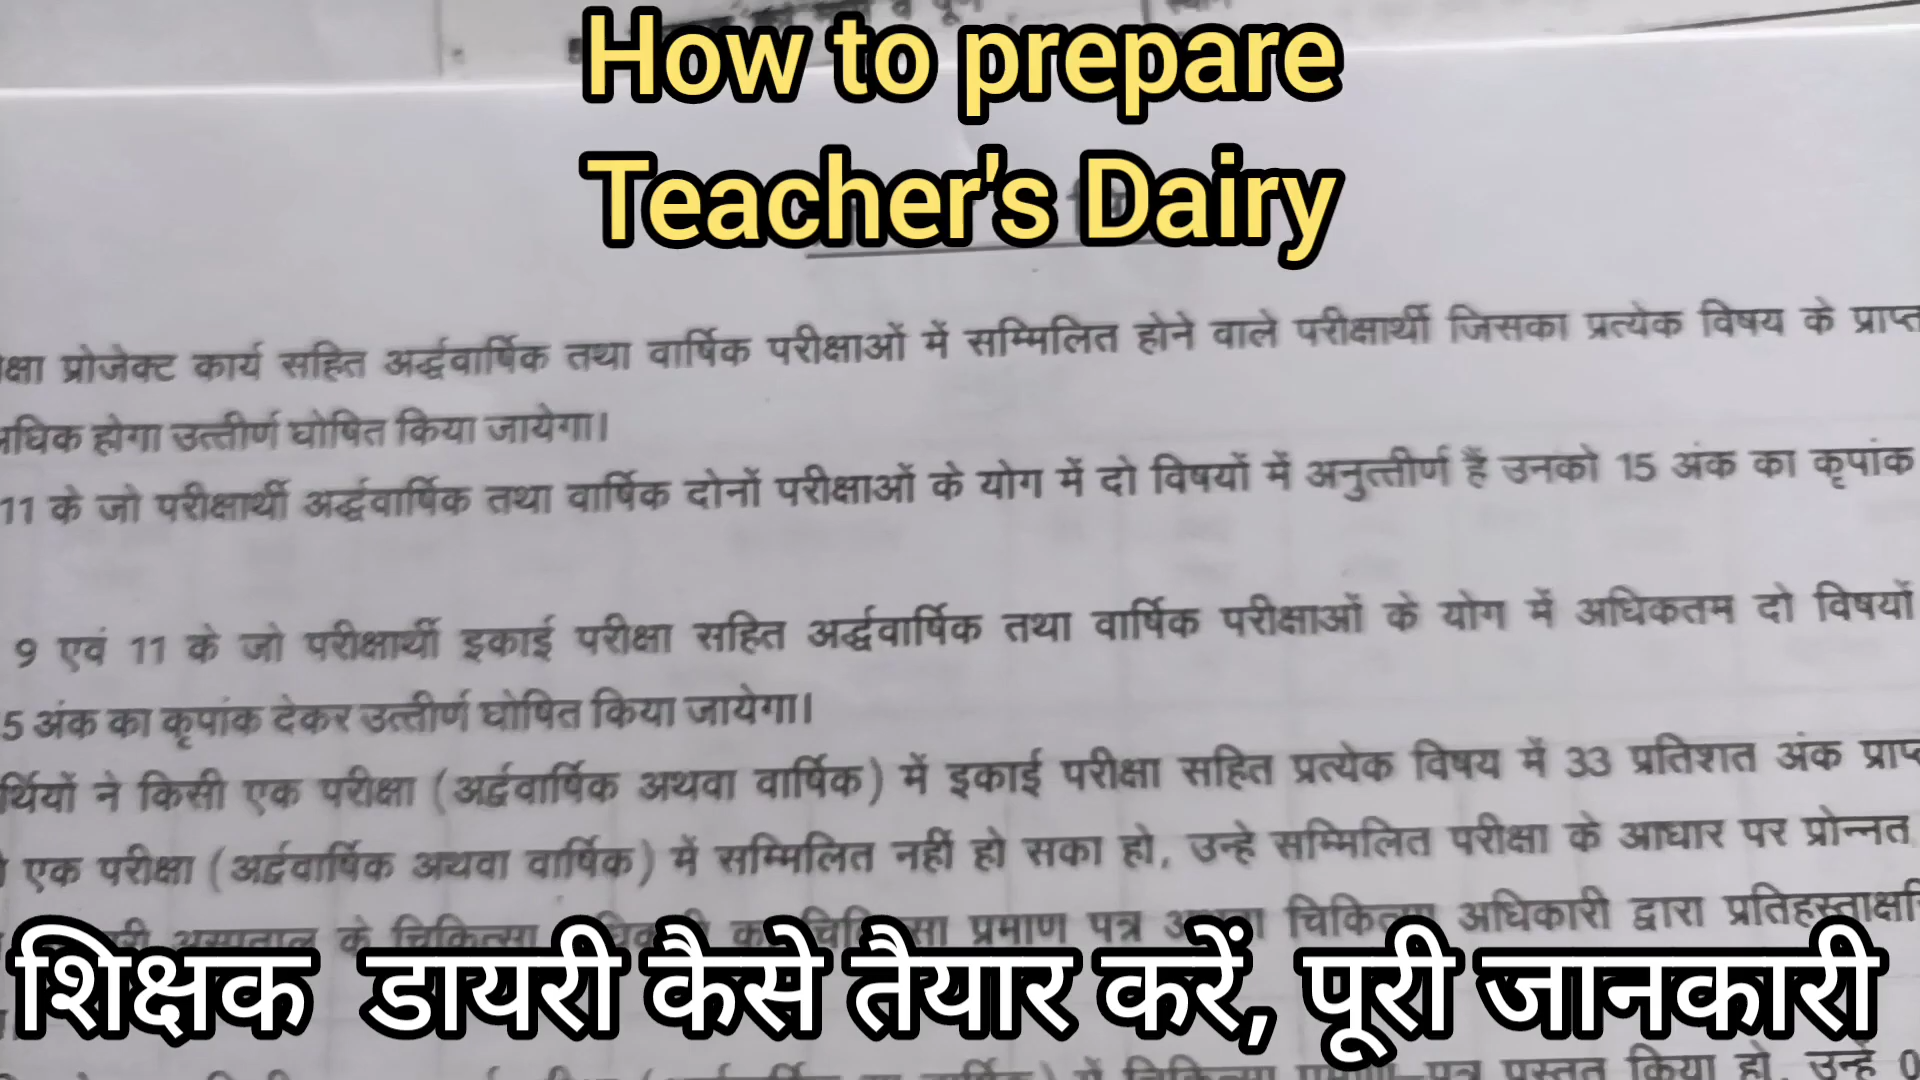 How to prepare
Teacher's Dairy
प्रोजेक्ट कार्य सहित अर्द्धवार्षिक तथा वार्षिक परीक्षाओं में सम्मिलित होने वाले परीक्षार्थी जिसका प्रत्येक विषय के प्राप्त
होगा उत्तीर्ण घोषित किया जायेगा।
11 के जो परीक्षार्थी अर्द्धवार्षिक तथा वार्षिक दोनों परीक्षाओं के योग में दो विषयों में अनुत्तीर्ण हैं उनको 15 अंक का कृपांक
9 एवं 11 के जो परीक्षार्थी इकाई परीक्षा सहित अर्द्धवार्षिक तथा वार्षिक परीक्षाओं के योग में अधिकतम दो विषयों
5 अंक का कृपांक देकर उत्तीर्ण घोषित किया जायेगा।
र्थियों ने किसी एक परीक्षा (अर्द्धवार्षिक अथवा वार्षिक) में इकाई परीक्षा सहित प्रत्येक विषय में 33 प्रतिशत अंक प्राप्त
एक परीक्षा (अर्द्धवार्षिक अथवा वार्षिक) में सम्मिलित नहीं हो सका हो, उन्हे सम्मिलित परीक्षा के आधार पर प्रोन्नत
के चिकित्सा प्रमाण पत्र अथवा चिकित्सा अधिकारी द्वारा
शिक्षक डायरी कैसे तैयार करें, पूरी जानकारी